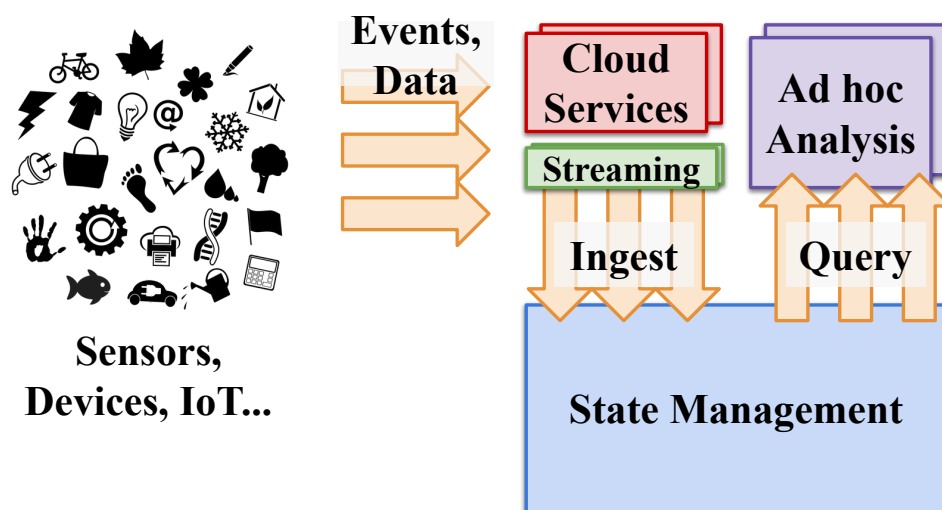 Events,
Data
Cloud
Services
Ad hoc
Analysis
Streaming
Ingest
Query
@
Sensors,
Devices, IoT...
State Management